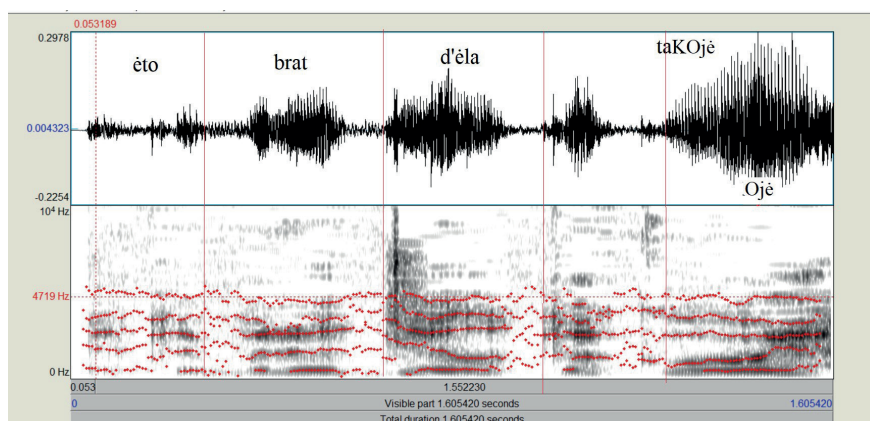 0.053189
0.2978
ėto
brat
d'ėla
taKOjė
0.004323
-0.2254
.Ojė
10⁴ Hz
4719 Hz
0 Hz
0.053
1.552230
0
Visible part 1.605420 seconds
1.605420
Total duration 1.605420 seconds